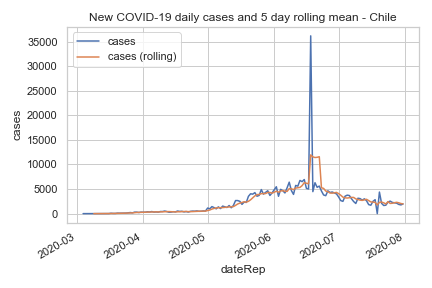 New COVID-19 daily cases and 5 day rolling mean - Chile
cases
cases (rolling)
35000
30000
25000
20000
15000
10000
5000
0
cases
2020-03
2020-04
2020-05
2020-06
2020-07
2020-08
dateRep